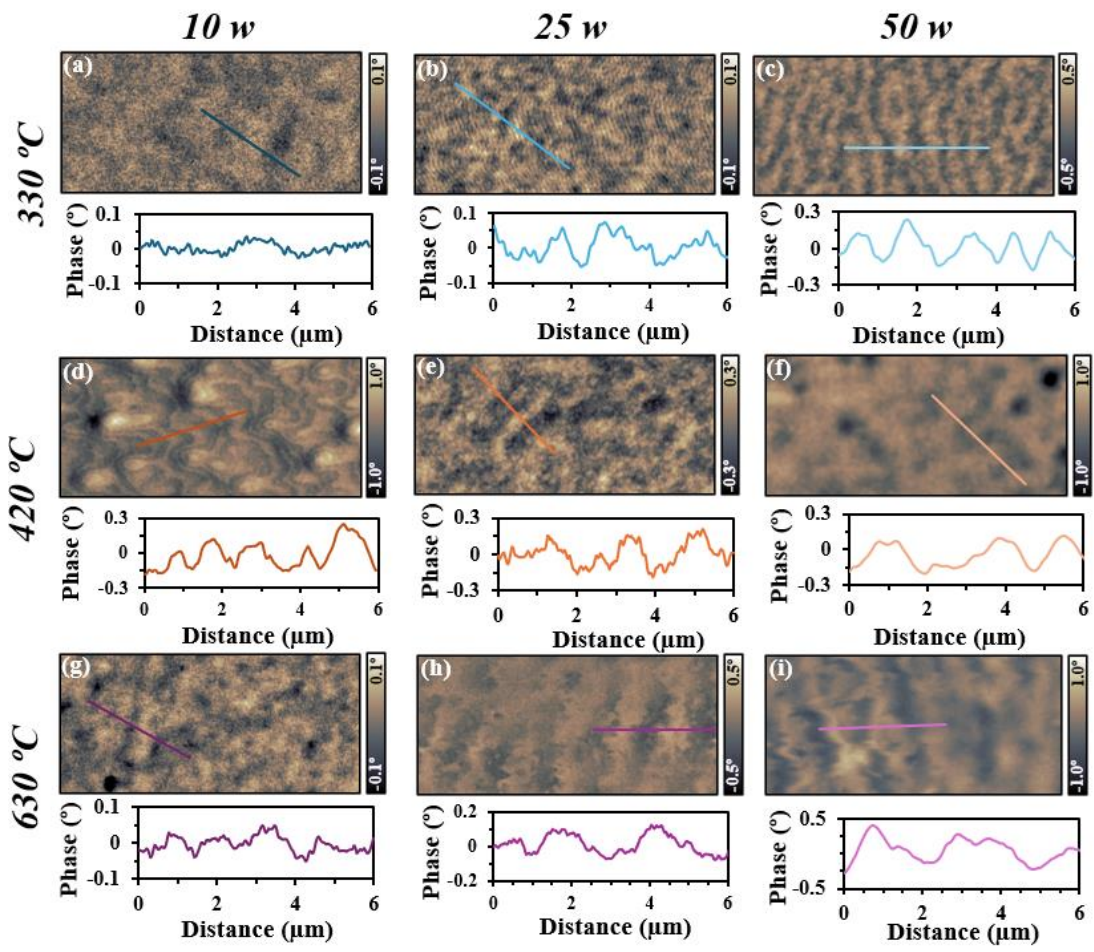 10 w 25 w 50 w
330 °C
(a) 0.1° -0.1°
(b) 0.1° -0.1°
(c) 0.5° -0.5°
Phase (°) 0.1 0 -0.1
0 2 4 6
Distance (µm)
Phase (°) 0.1 0 -0.1
0 2 4 6
Distance (µm)
Phase (°) 0.3 0 -0.3
0 2 4 6
Distance (µm)
420 °C
(d) 1.0° -1.0°
(e) 0.3° -0.3°
(f) 1.0° -1.0°
Phase (°) 0.3 0 -0.3
0 2 4 6
Distance (µm)
Phase (°) 0.3 0 -0.3
0 2 4 6
Distance (µm)
Phase (°) 0.3 0 -0.3
0 2 4 6
Distance (µm)
630 °C
(g) 0.1° -0.1°
(h) 0.5° -0.5°
(i) 1.0° -1.0°
Phase (°) 0.1 0 -0.1
0 2 4 6
Distance (µm)
Phase (°) 0.2 0 -0.2
0 2 4 6
Distance (µm)
Phase (°) 0.5 -0.5
0 2 4 6
Distance (µm)